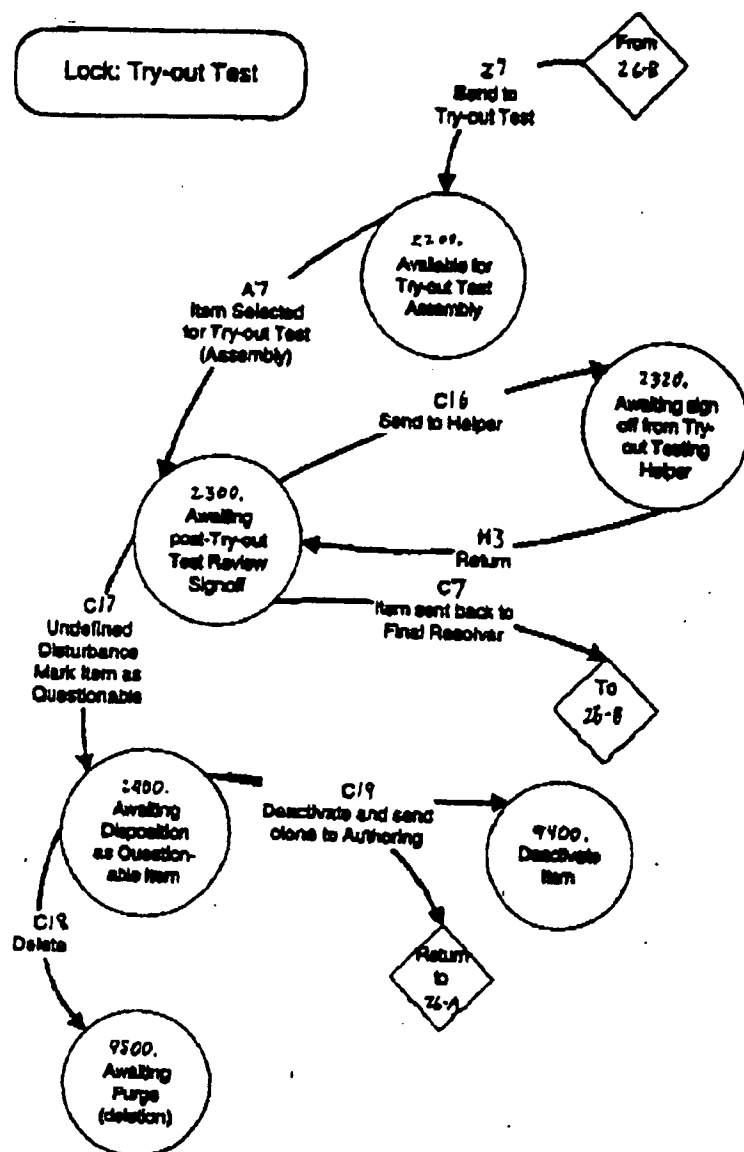 Lock: Try-out Test
From
26-B
Z7
Send to
Try-out Test
2200.
Available for
Try-out Test
Assembly
A7
Item Selected
for Try-out Test
(Assembly)
C16
Send to Helper
2320.
Awaiting sign
off from Try-
out Testing
Helper
2300.
Awaiting
post-Try-out
Test Review
Signoff
H3
Return
C7
Item sent back to
Final Resolver
To
26-B
C17
Undefined
Disturbance
Mark Item as
Questionable
2400.
Awaiting
Disposition
as Question-
able Item
C19
Deactivate and send
clone to Authoring
9400.
Deactivate
Item
C18
Delete
Return
to
26-A
9500.
Awaiting
Purge
(deletion)